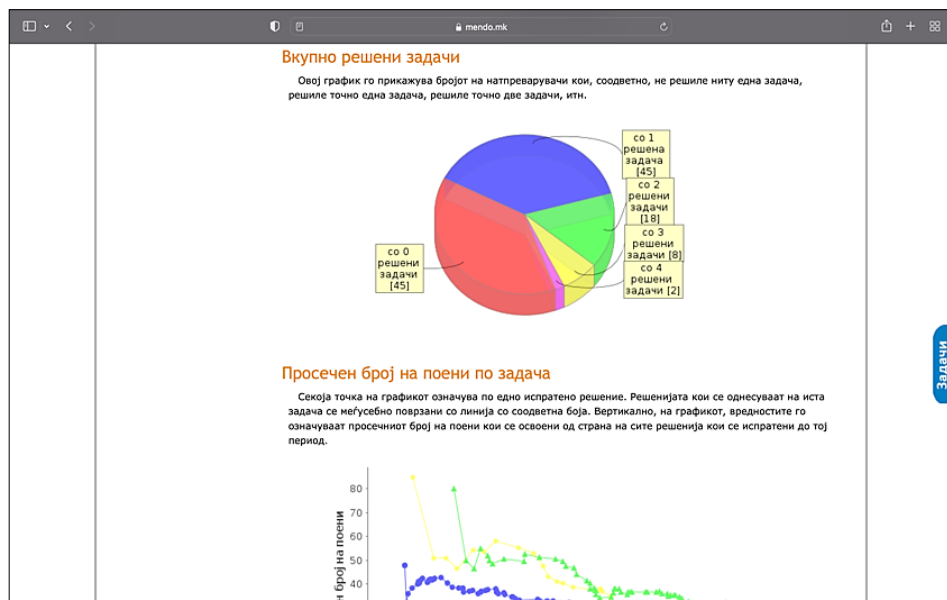 mendo.mk
Вкупно решени задачи
Овој график го прикажува бројот на натпреварувачи кои, соодветно, не решиле ниту една задача,
решиле точно една задача, решиле точно две задачи, итн.
со 1
решена
задача
[45]
со 2
решени
задачи
[18]
со 3
решени
задачи [8]
со 4
решени
задачи [2]
со 0
решени
задачи
[45]
Задачи
Просечен број на поени по задача
Секоја точка на графикот означува по едно испратено решение. Решенијата кои се однесуваат на иста
задача се меѓусебно поврзани со линија со соодветна боја. Вертикално, на графикот, вредностите го
означуваат просечниот број на поени кои се освоени од страна на сите решенија кои се испратени до тој
период.
80
70
60
50
40
н број на поени